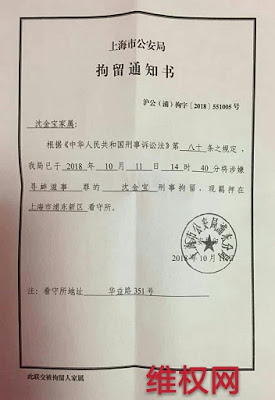 上海市公安局
拘留通知书
沪公（浦）拘字 [2018] 551005号
沈金宝家属：
根据《中华人民共和国刑事诉讼法》第 八十 条之规定，
我局已于 2018 年 10 月 11 日 14 时 40 分将涉嫌
寻衅滋事 罪的 沈金宝 刑事拘留，现羁押在
上海市浦东新区 看守所。
上海市公安局浦东分局
2018 年 10 月
注：看守所地址 华益路351号
此联交被拘留人家属
维权网